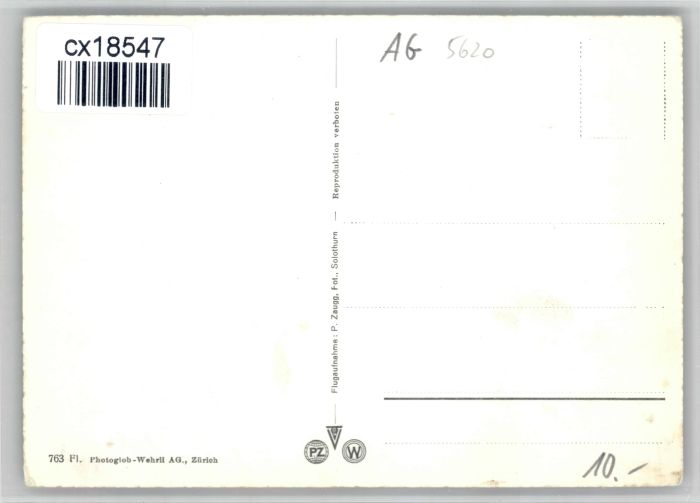 cx18547
AG 5620
Flugaufnahme: P. Zaugg, Fot., Solothurn — Reproduktion verboten
763 Fl. Photoglob-Wehrli AG., Zürich
PZ
W
10.-